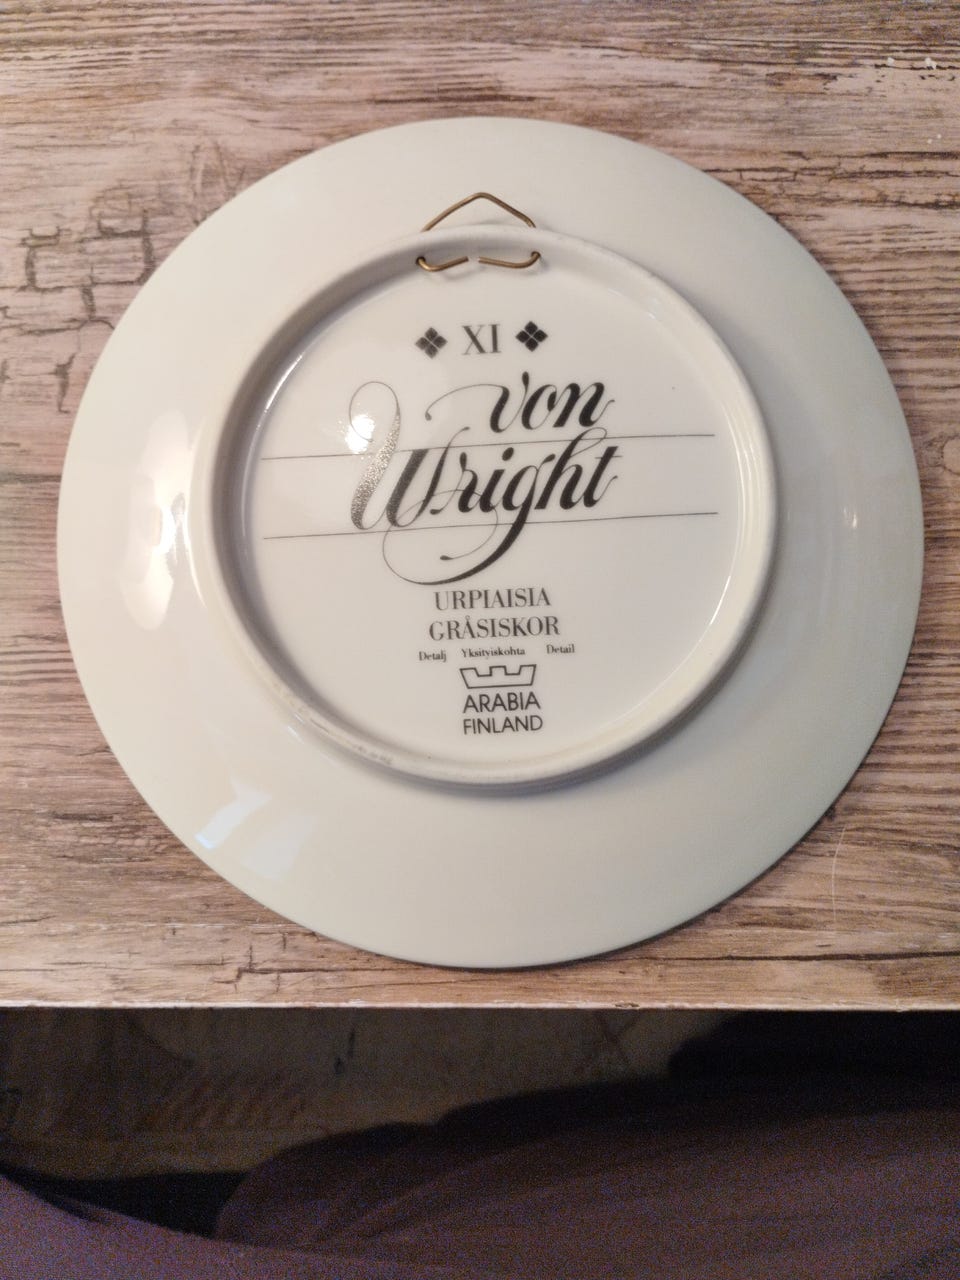 XI
von
Wright
URPIAISIA
GRÅSISKOR
Detalj Yksityiskohta Detail
ARABIA
FINLAND